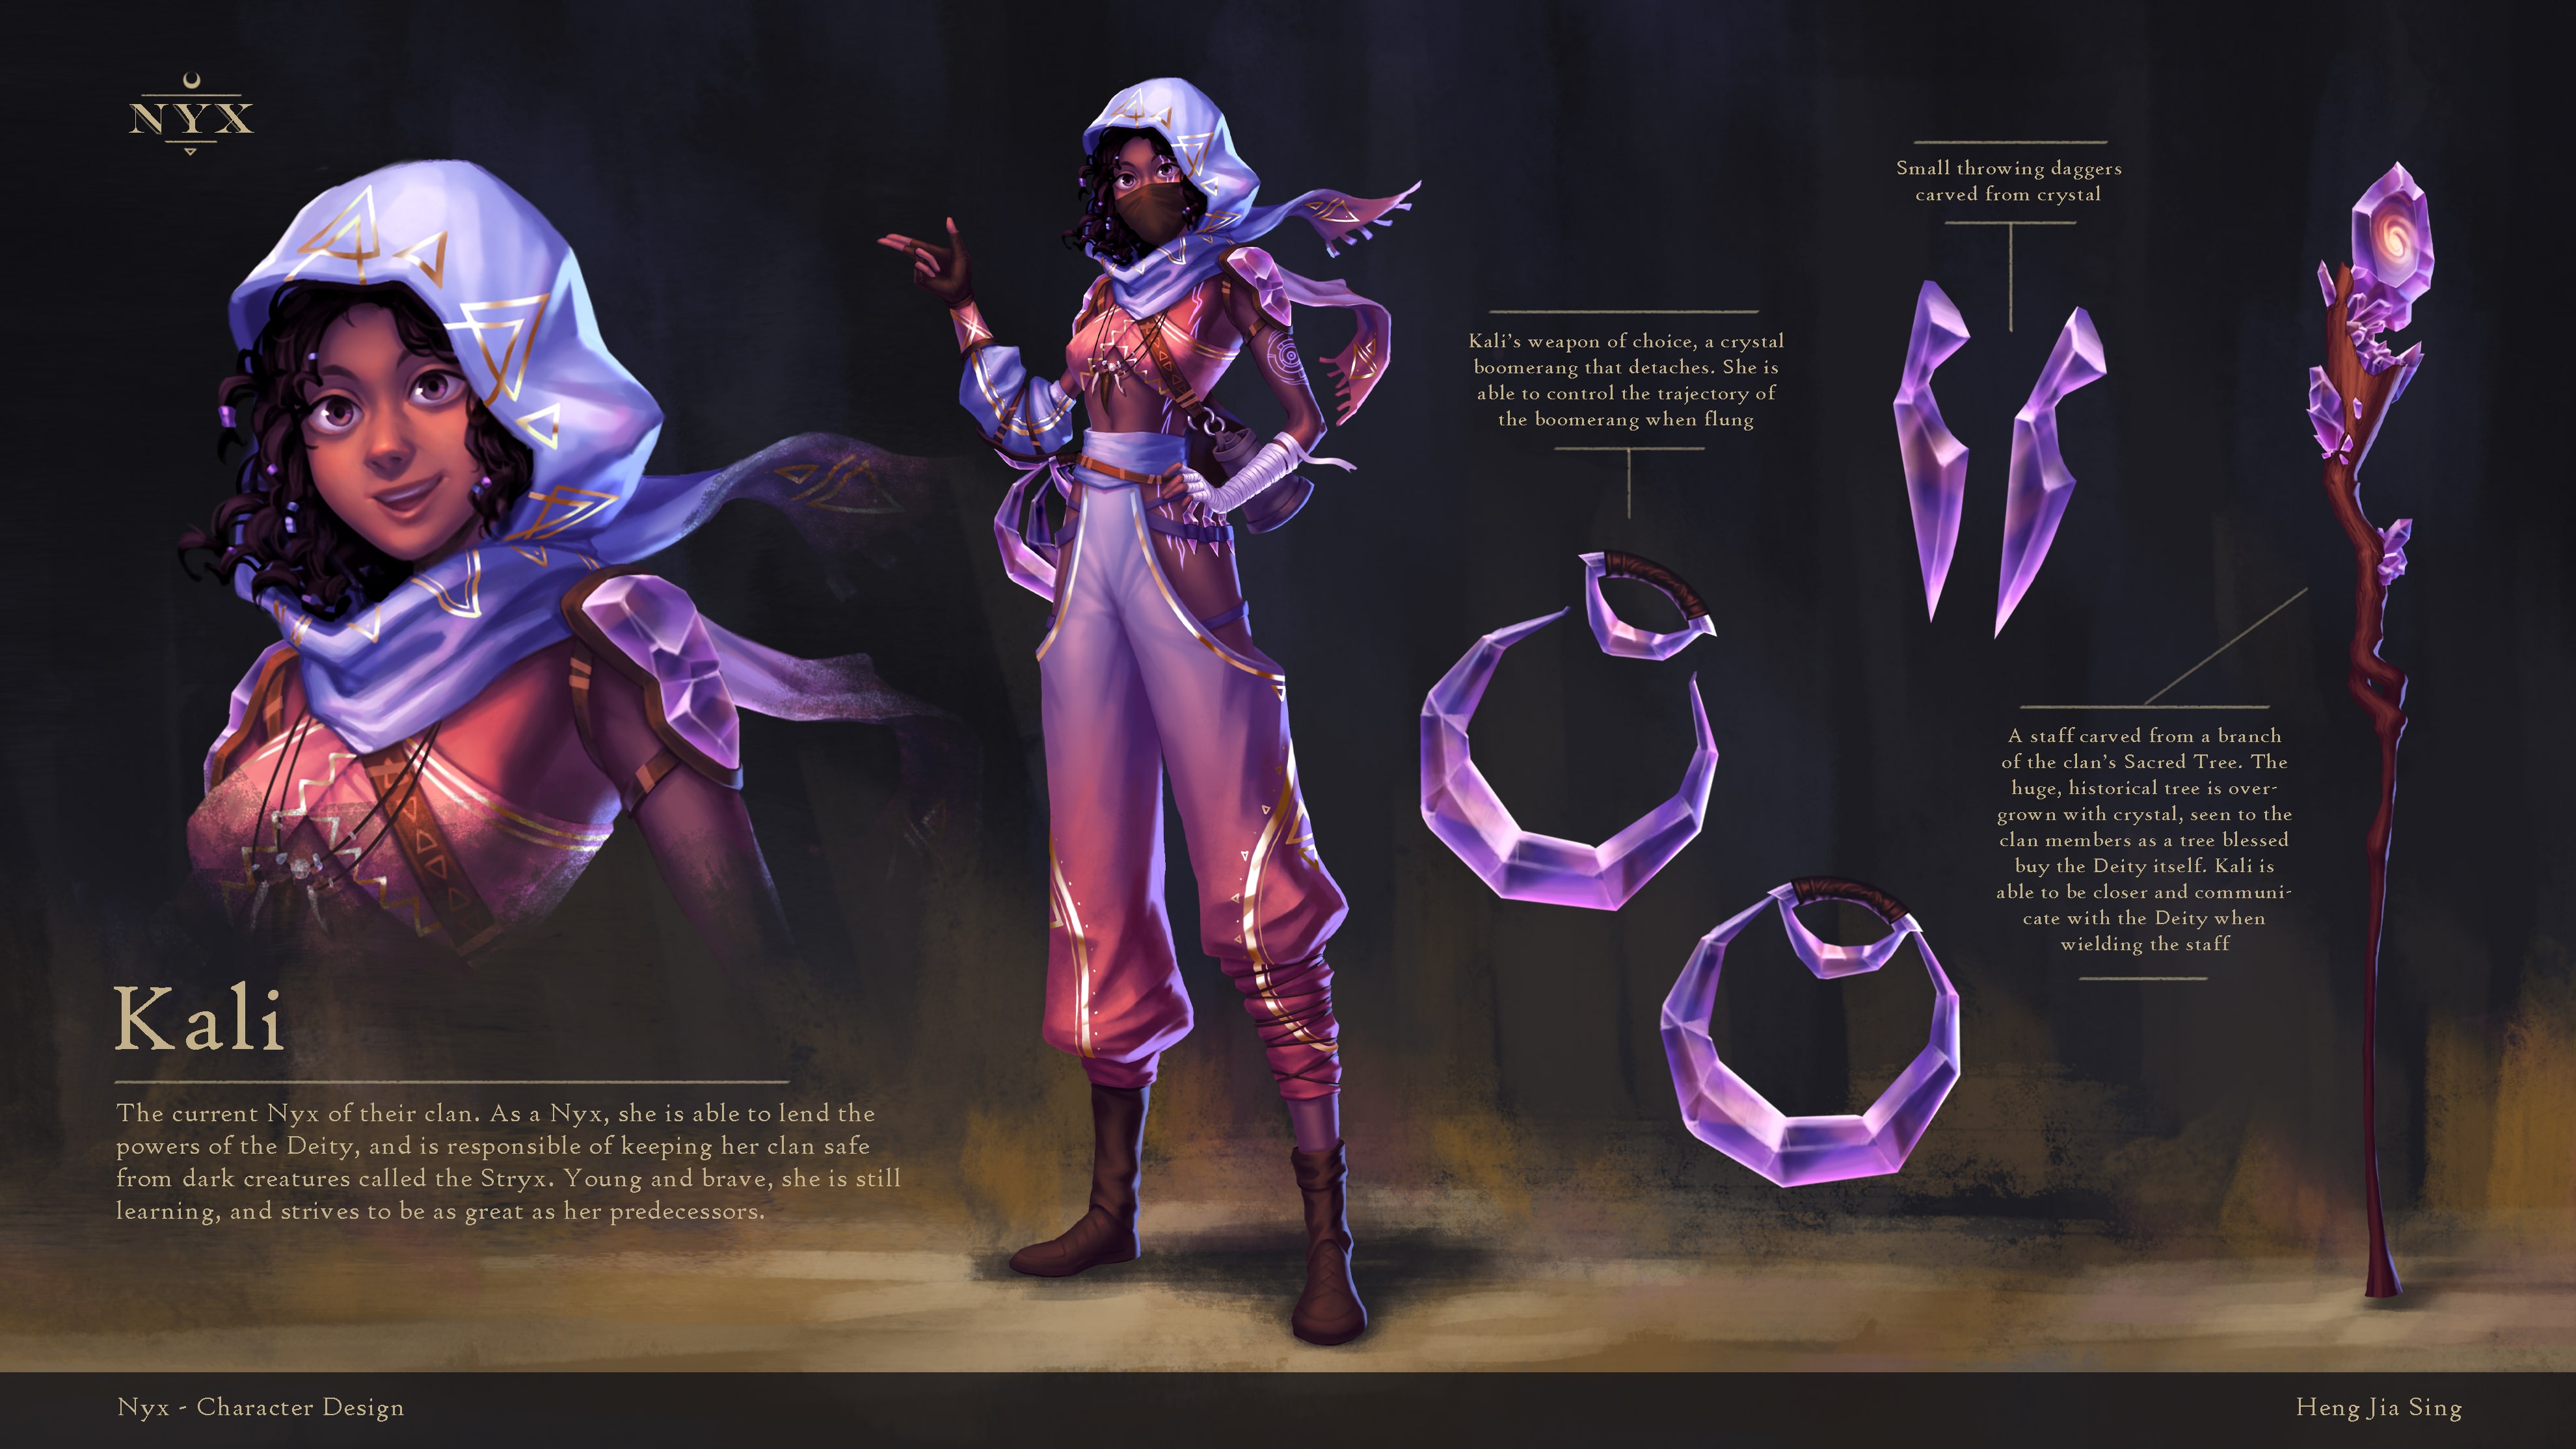 NYX
Small throwing daggers
carved from crystal
Kali's weapon of choice, a crystal
boomerang that detaches. She is
able to control the trajectory of
the boomerang when flung
A staff carved from a branch
of the clan's Sacred Tree. The
huge, historical tree is over-
grown with crystal, seen to the
clan members as a tree blessed
buy the Deity itself. Kali is
able to be closer and communi-
cate with the Deity when
wielding the staff
Kali
The current Nyx of their clan. As a Nyx, she is able to lend the
powers of the Deity, and is responsible of keeping her clan safe
from dark creatures called the Stryx. Young and brave, she is still
learning, and strives to be as great as her predecessors.
Nyx - Character Design
Heng Jia Sing